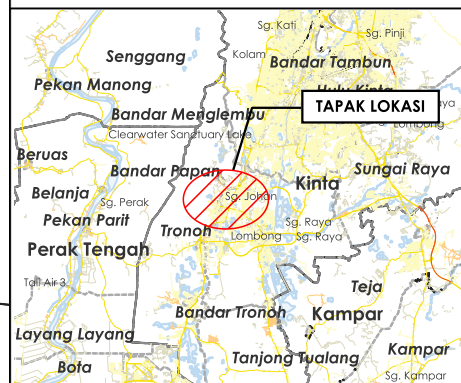 Sg. Kati
Sg. Pinji
Senggang
Kolam
Bandar Tambun
Pekan Manong
Hulu Kinta
TAPAK LOKASI
Bandar Menglembu
Lombong
Clearwater Sanctuary Lake
Beruas
Bandar Papan
Sungai Raya
Kinta
Belanja
Sg. Perak
Sg. Johan
Pekan Parit
Sg. Raya
Tronoh
Lombong
Sg. Raya
Perak Tengah
Tali Air 3
Teja
Bandar Tronoh
Kampar
Layang Layang
Tanjong Tualang
Kampar
Bota
Sg. Kampar